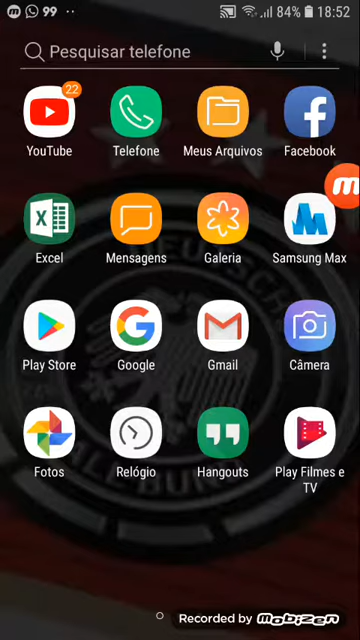 99 84% 18:52
Pesquisar telefone
22
YouTube Telefone Meus Arquivos Facebook
Excel Mensagens Galeria Samsung Max
Play Store Google Gmail Câmera
Fotos Relógio Hangouts Play Filmes e
TV
Recorded by mobizen